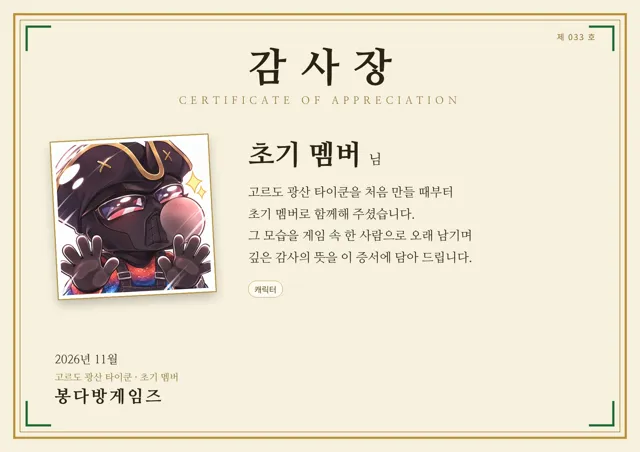 제 033 호
감사장
CERTIFICATE OF APPRECIATION
초기 멤버 님
고르도 광산 타이쿤을 처음 만들 때부터
초기 멤버로 함께해 주셨습니다.
그 모습을 게임 속 한 사람으로 오래 남기며
깊은 감사의 뜻을 이 증서에 담아 드립니다.
캐릭터
2026년 11월
고르도 광산 타이쿤 · 초기 멤버
봉다방게임즈